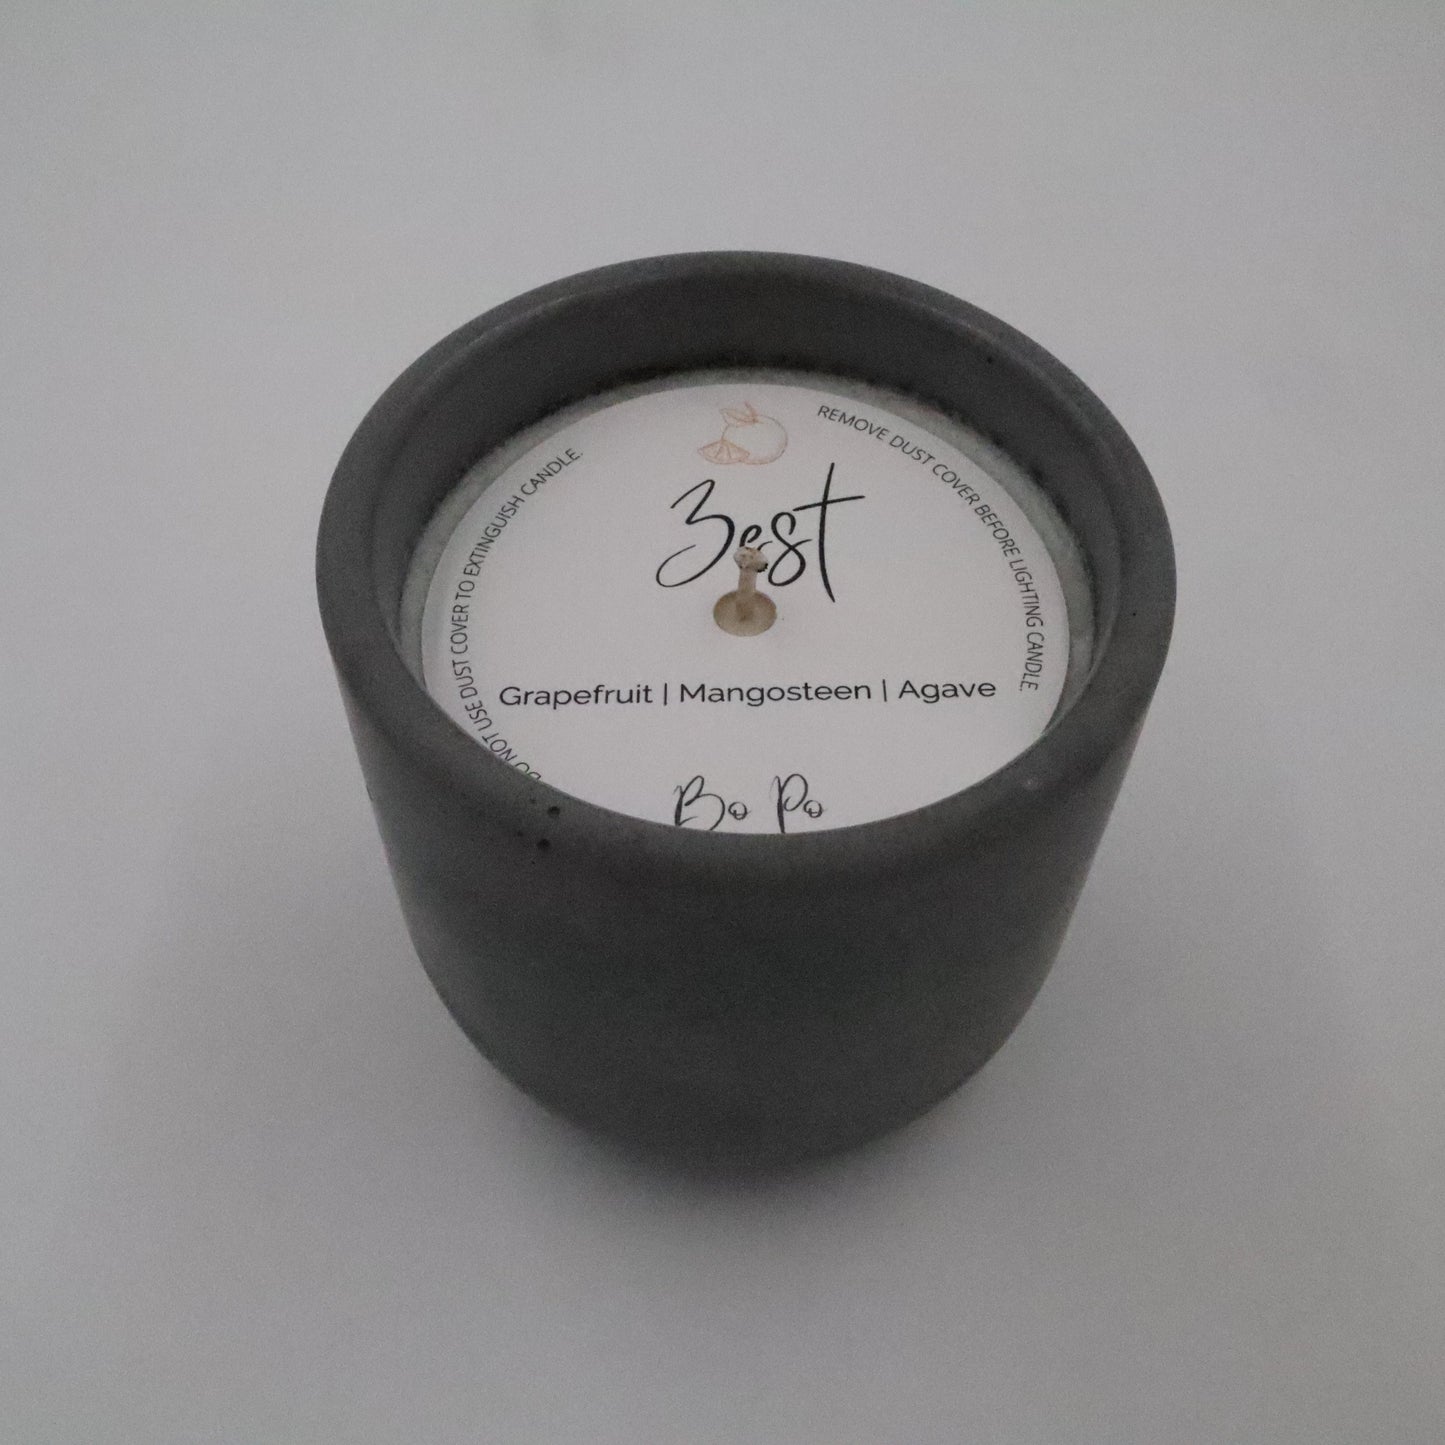 REMOVE DUST COVER BEFORE LIGHTING CANDLE.
Zest
Grapefruit | Mangosteen | Agave
Bo Po
DO NOT USE DUST COVER TO EXTINGUISH CANDLE.